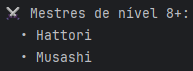 ⚔️ Mestres de nível 8+:
• Hattori
• Musashi